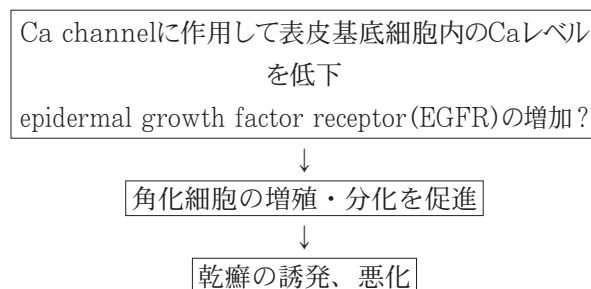 Ca channelに作用して表皮基底細胞内のCaレベル
を低下
epidermal growth factor receptor(EGFR)の増加？
↓
角化細胞の増殖・分化を促進
↓
乾癬の誘発、悪化